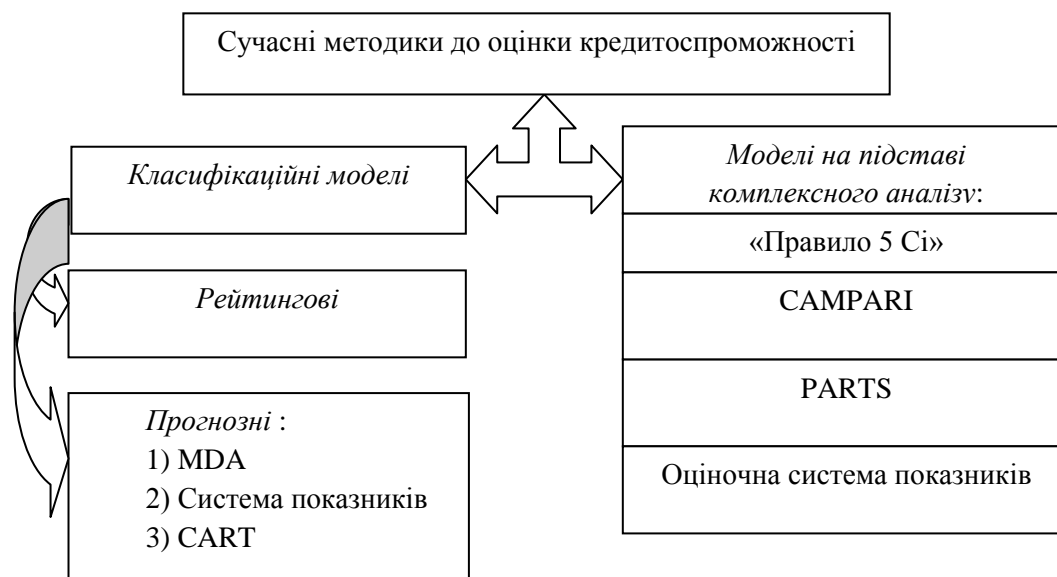 Сучасні методики до оцінки кредитоспроможності
Класифікаційні моделі
Рейтингові
Прогнозні :
1) MDA
2) Система показників
3) CART
Моделі на підставі
комплексного аналізу:
«Правило 5 Сі»
CAMPARI
PARTS
Оціночна система показників